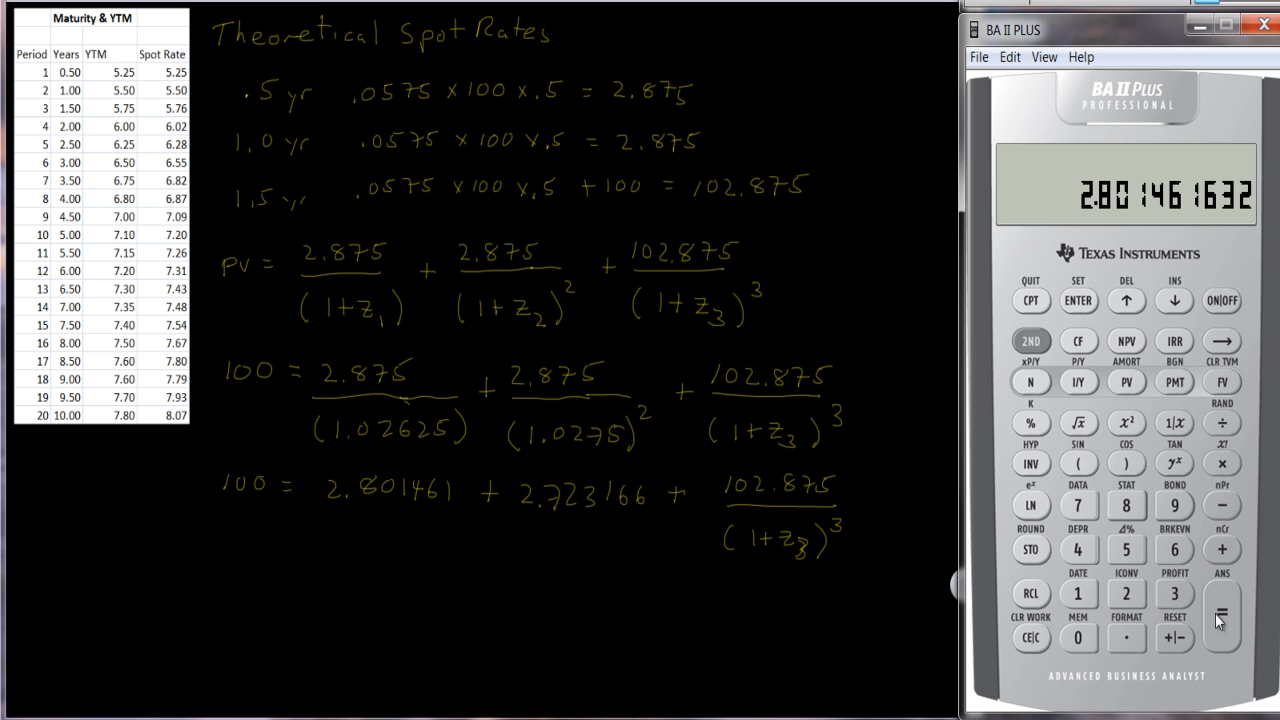 Maturity & YTM
Period Years YTM Spot Rate
1 0.50 5.25 5.25
2 1.00 5.50 5.50
3 1.50 5.75 5.76
4 2.00 6.00 6.02
5 2.50 6.25 6.28
6 3.00 6.50 6.55
7 3.50 6.75 6.82
8 4.00 6.80 6.87
9 4.50 7.00 7.09
10 5.00 7.10 7.20
11 5.50 7.15 7.26
12 6.00 7.20 7.31
13 6.50 7.30 7.43
14 7.00 7.35 7.48
15 7.50 7.40 7.54
16 8.00 7.50 7.67
17 8.50 7.60 7.80
18 9.00 7.60 7.79
19 9.50 7.70 7.93
20 10.00 7.80 8.07
Theoretical Spot Rates
.5 yr .0575 x 100 x .5 = 2.875
1.0 yr .0575 x 100 x .5 = 2.875
1.5 yr .0575 x 100 x .5 + 100 = 102.875
PV = 2.875 / (1+z₁) + 2.875 / (1+z₂)² + 102.875 / (1+z₃)³
100 = 2.875 / (1.02625) + 2.875 / (1.0275)² + 102.875 / (1+z₃)³
100 = 2.801461 + 2.723166 + 102.875 / (1+z₃)³
BA II PLUS
File Edit View Help
BA II PLUS
PROFESSIONAL
2.801461632
TEXAS INSTRUMENTS
QUIT SET DEL INS
CPT ENTER ↑ ↓ ON|OFF
2ND CF NPV IRR →
xP/Y P/Y AMORT BGN CLR TVM
N I/Y PV PMT FV
K RAND
% √x x² 1/x ÷
HYP SIN COS TAN x!
INV ( ) yˣ ×
eˣ DATA STAT BOND nPr
LN 7 8 9 −
ROUND DEPR Δ% BRKEVN nCr
STO 4 5 6 +
DATE ICONV PROFIT ANS
RCL 1 2 3 =
CLR WORK MEM FORMAT RESET
CE|C 0 . +|−
ADVANCED BUSINESS ANALYST